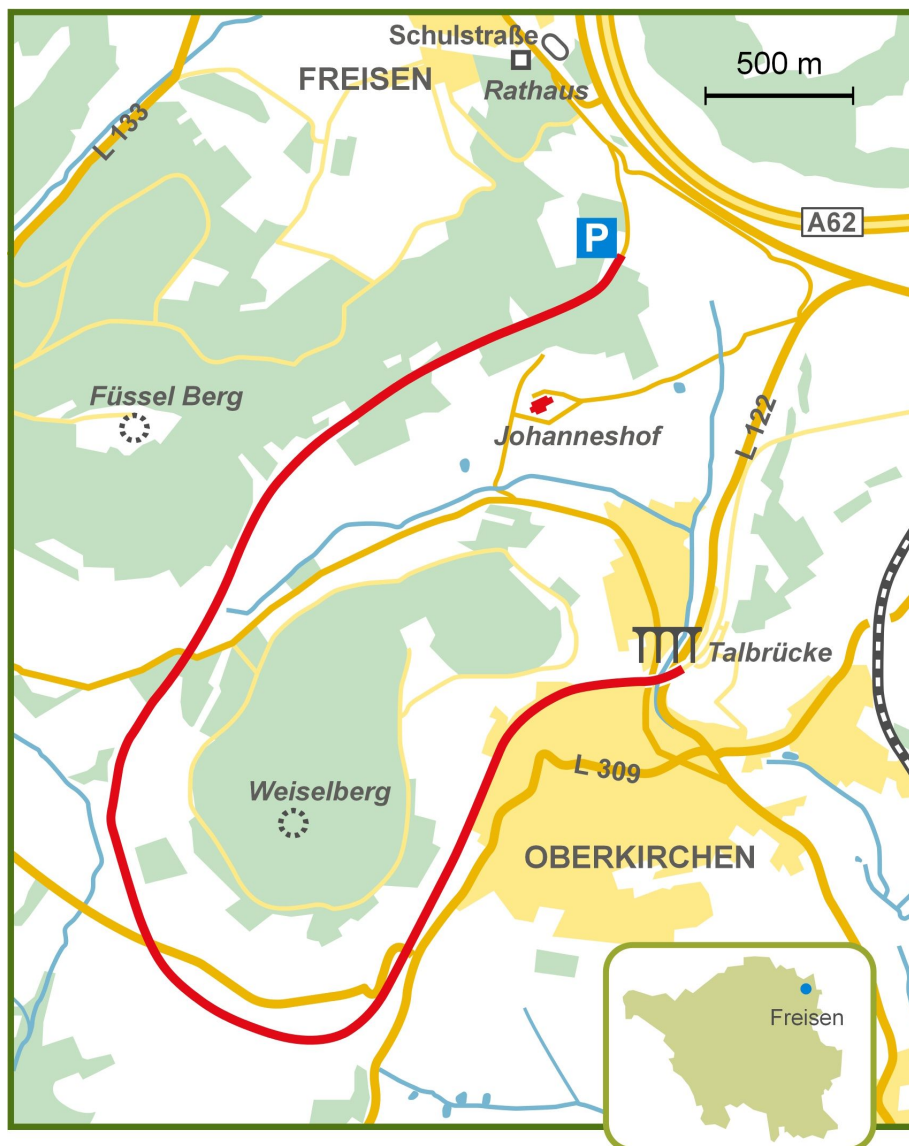 Schulstraße
FREISEN
Rathaus
500 m
L 133
P
A62
Füssel Berg
Johanneshof
L 122
Talbrücke
L 309
Weiselberg
OBERKIRCHEN
Freisen